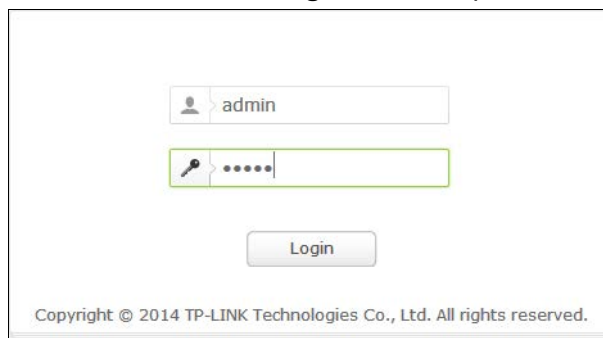 admin
•••••
Login
Copyright © 2014 TP-LINK Technologies Co., Ltd. All rights reserved.